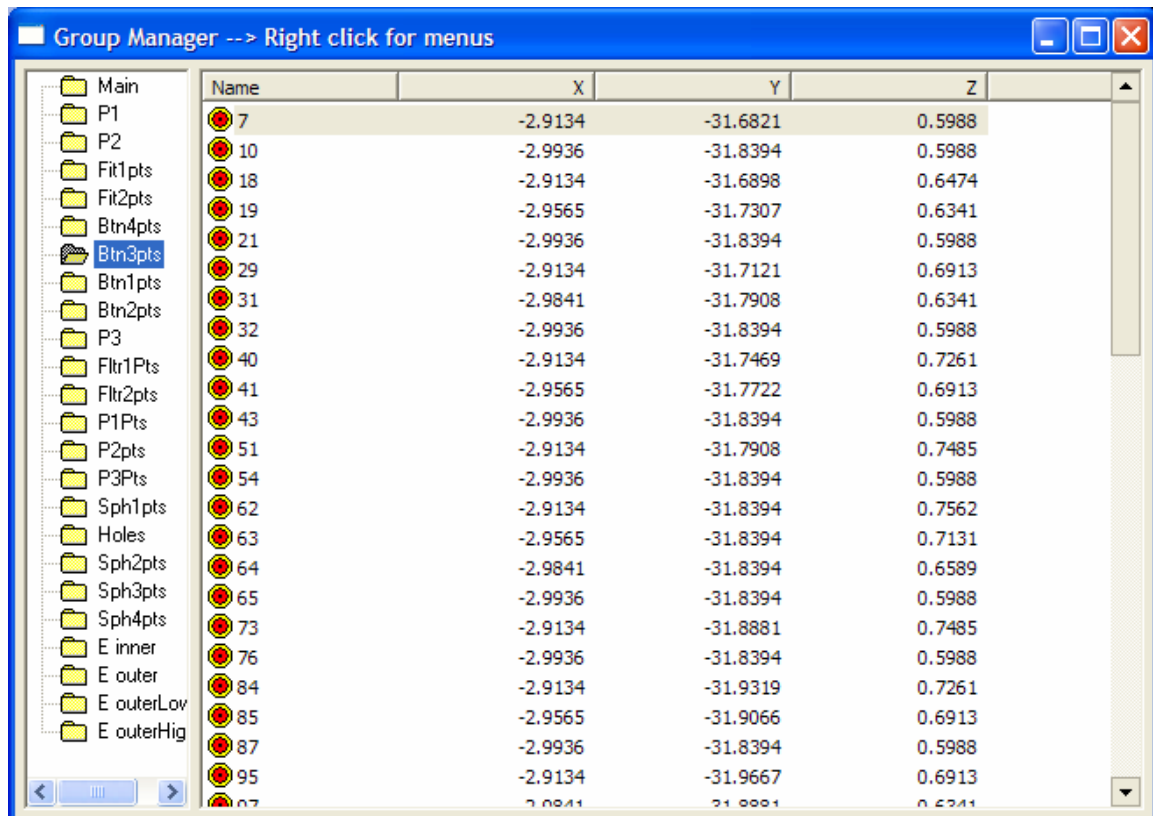 Group Manager --> Right click for menus
Main
P1
P2
Fit1pts
Fit2pts
Btn4pts
Btn3pts
Btn1pts
Btn2pts
P3
Fltr1Pts
Fltr2pts
P1Pts
P2pts
P3Pts
Sph1pts
Holes
Sph2pts
Sph3pts
Sph4pts
E inner
E outer
E outerLow
E outerHig
Name X Y Z
7 -2.9134 -31.6821 0.5988
10 -2.9936 -31.8394 0.5988
18 -2.9134 -31.6898 0.6474
19 -2.9565 -31.7307 0.6341
21 -2.9936 -31.8394 0.5988
29 -2.9134 -31.7121 0.6913
31 -2.9841 -31.7908 0.6341
32 -2.9936 -31.8394 0.5988
40 -2.9134 -31.7469 0.7261
41 -2.9565 -31.7722 0.6913
43 -2.9936 -31.8394 0.5988
51 -2.9134 -31.7908 0.7485
54 -2.9936 -31.8394 0.5988
62 -2.9134 -31.8394 0.7562
63 -2.9565 -31.8394 0.7131
64 -2.9841 -31.8394 0.6589
65 -2.9936 -31.8394 0.5988
73 -2.9134 -31.8881 0.7485
76 -2.9936 -31.8394 0.5988
84 -2.9134 -31.9319 0.7261
85 -2.9565 -31.9066 0.6913
87 -2.9936 -31.8394 0.5988
95 -2.9134 -31.9667 0.6913
97 -2.9841 -31.8881 0.6341